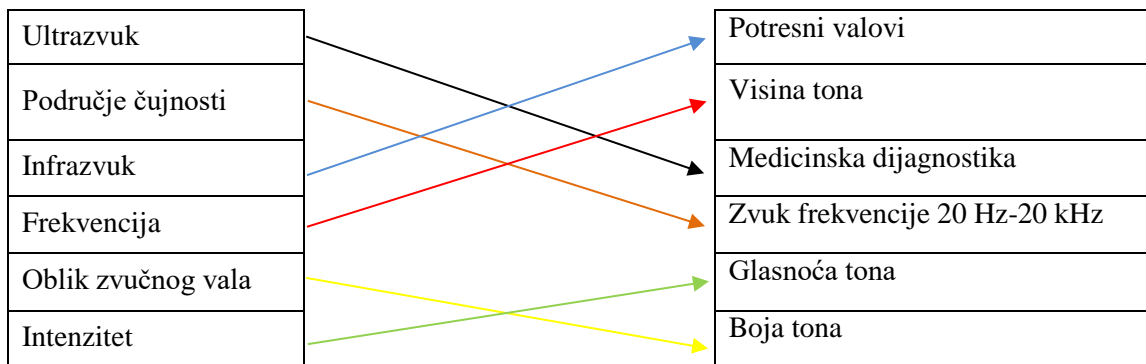 Ultrazvuk
Područje čujnosti
Infrazvuk
Frekvencija
Oblik zvučnog vala
Intenzitet
Potresni valovi
Visina tona
Medicinska dijagnostika
Zvuk frekvencije 20 Hz-20 kHz
Glasnoća tona
Boja tona